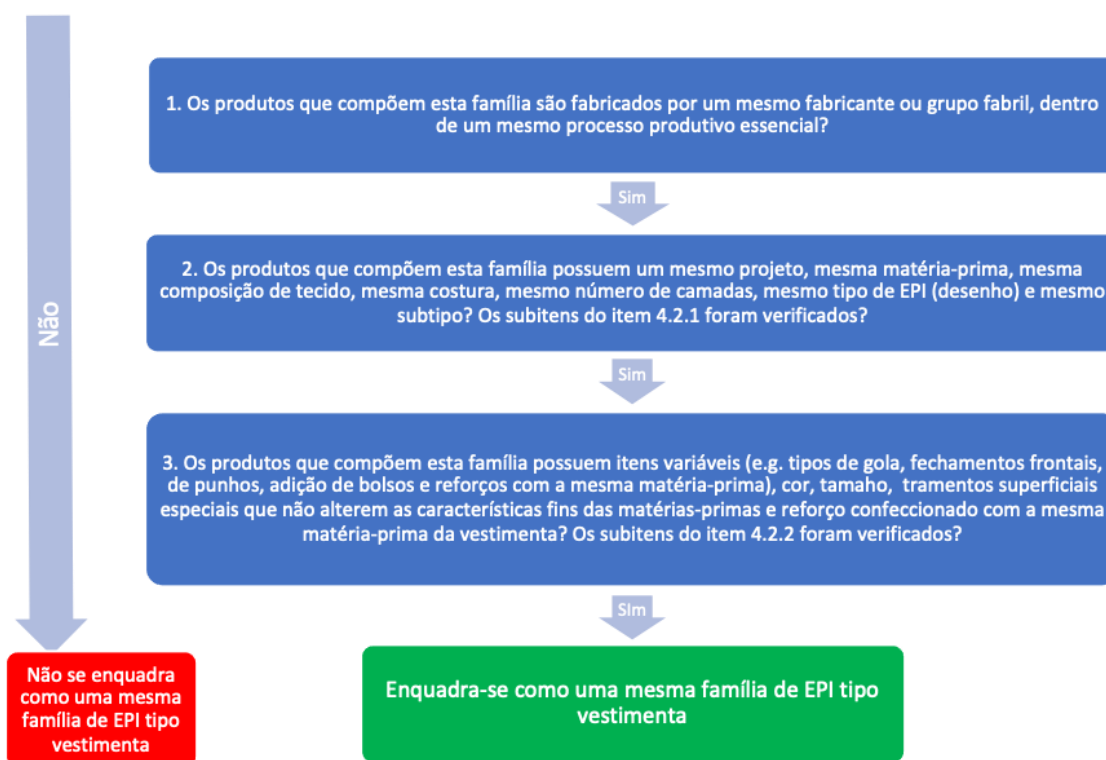 1. Os produtos que compõem esta família são fabricados por um mesmo fabricante ou grupo fabril, dentro
de um mesmo processo produtivo essencial?
Sim
2. Os produtos que compõem esta família possuem um mesmo projeto, mesma matéria-prima, mesma
composição de tecido, mesma costura, mesmo número de camadas, mesmo tipo de EPI (desenho) e mesmo
subtipo? Os subitens do item 4.2.1 foram verificados?
Não
Sim
3. Os produtos que compõem esta família possuem itens variáveis (e.g. tipos de gola, fechamentos frontais,
de punhos, adição de bolsos e reforços com a mesma matéria-prima), cor, tamaho, tramentos superficiais
especiais que não alterem as características fins das matérias-primas e reforço confeccionado com a mesma
matéria-prima da vestimenta? Os subitens do item 4.2.2 foram verificados?
SIm
Não se enquadra
como uma mesma
família de EPI tipo
vestimenta
Enquadra-se como uma mesma família de EPI tipo
vestimenta